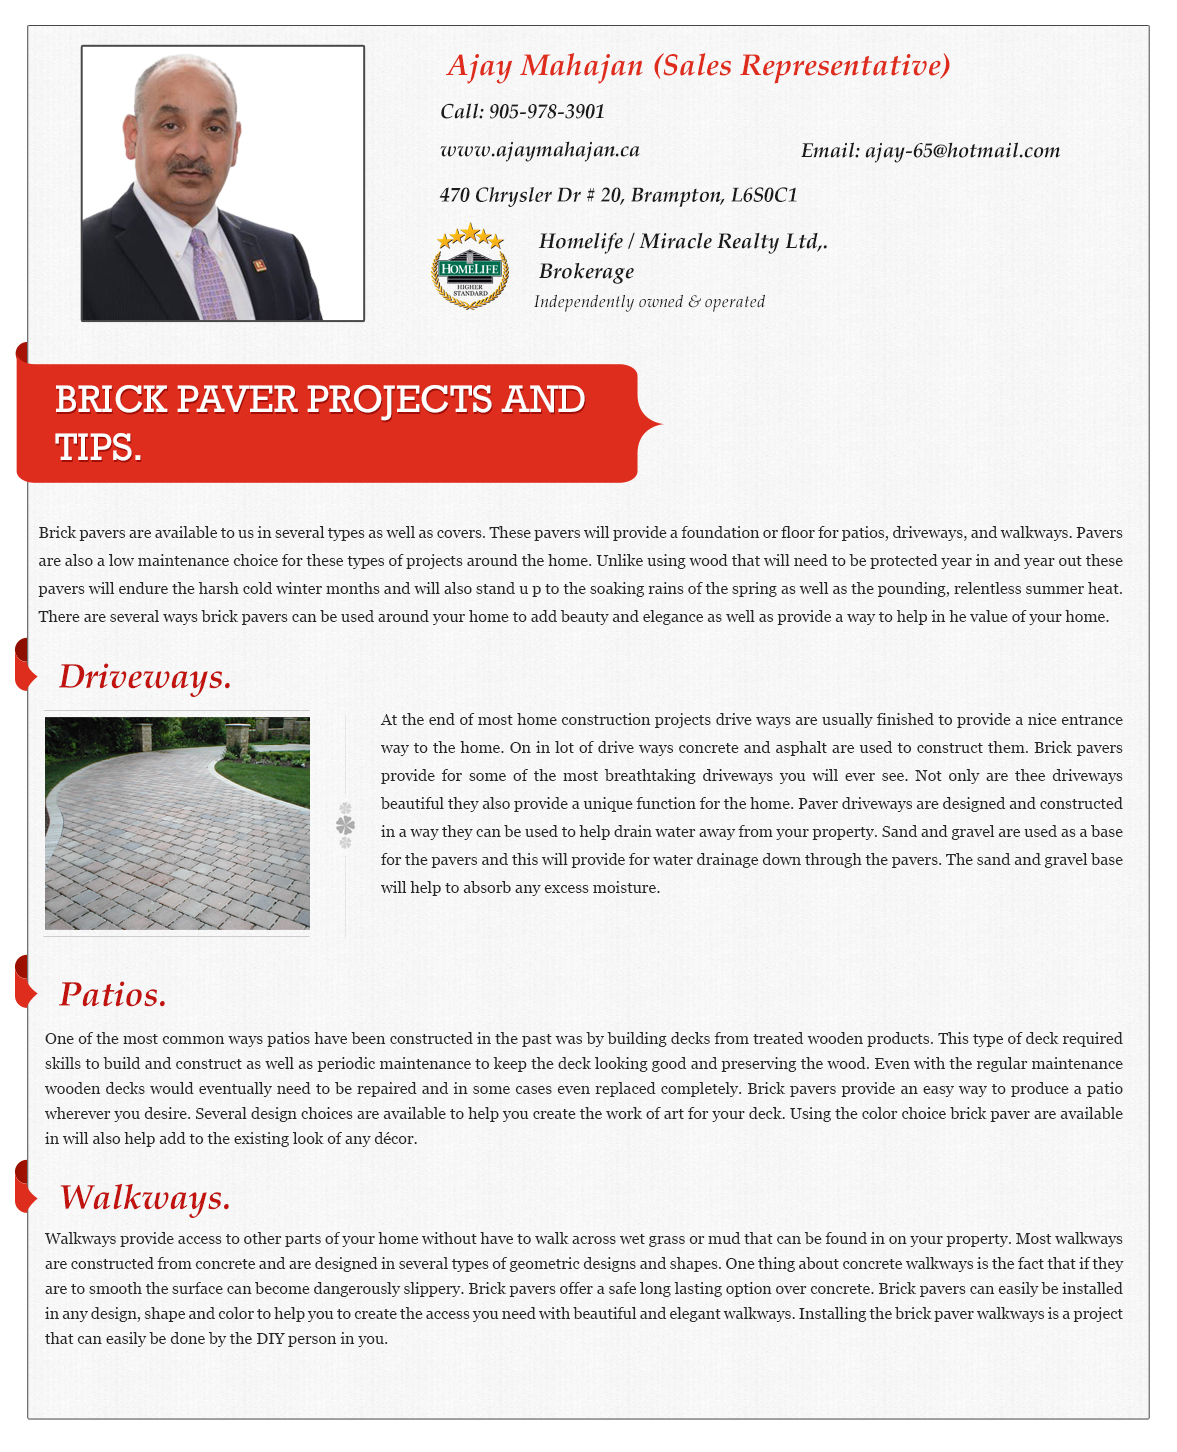 Ajay Mahajan (Sales Representative)
Call: 905-978-3901
www.ajaymahajan.ca
Email: ajay-65@hotmail.com
470 Chrysler Dr # 20, Brampton, L6S0C1
HOMELIFE
HIGHER
STANDARD
Homelife / Miracle Realty Ltd,.
Brokerage
Independently owned & operated
BRICK PAVER PROJECTS AND
TIPS.
Brick pavers are available to us in several types as well as covers. These pavers will provide a foundation or floor for patios, driveways, and walkways. Pavers
are also a low maintenance choice for these types of projects around the home. Unlike using wood that will need to be protected year in and year out these
pavers will endure the harsh cold winter months and will also stand u p to the soaking rains of the spring as well as the pounding, relentless summer heat.
There are several ways brick pavers can be used around your home to add beauty and elegance as well as provide a way to help in he value of your home.
Driveways.
At the end of most home construction projects drive ways are usually finished to provide a nice entrance
way to the home. On in lot of drive ways concrete and asphalt are used to construct them. Brick pavers
provide for some of the most breathtaking driveways you will ever see. Not only are thee driveways
beautiful they also provide a unique function for the home. Paver driveways are designed and constructed
in a way they can be used to help drain water away from your property. Sand and gravel are used as a base
for the pavers and this will provide for water drainage down through the pavers. The sand and gravel base
will help to absorb any excess moisture.
Patios.
One of the most common ways patios have been constructed in the past was by building decks from treated wooden products. This type of deck required
skills to build and construct as well as periodic maintenance to keep the deck looking good and preserving the wood. Even with the regular maintenance
wooden decks would eventually need to be repaired and in some cases even replaced completely. Brick pavers provide an easy way to produce a patio
wherever you desire. Several design choices are available to help you create the work of art for your deck. Using the color choice brick paver are available
in will also help add to the existing look of any décor.
Walkways.
Walkways provide access to other parts of your home without have to walk across wet grass or mud that can be found in on your property. Most walkways
are constructed from concrete and are designed in several types of geometric designs and shapes. One thing about concrete walkways is the fact that if they
are to smooth the surface can become dangerously slippery. Brick pavers offer a safe long lasting option over concrete. Brick pavers can easily be installed
in any design, shape and color to help you to create the access you need with beautiful and elegant walkways. Installing the brick paver walkways is a project
that can easily be done by the DIY person in you.